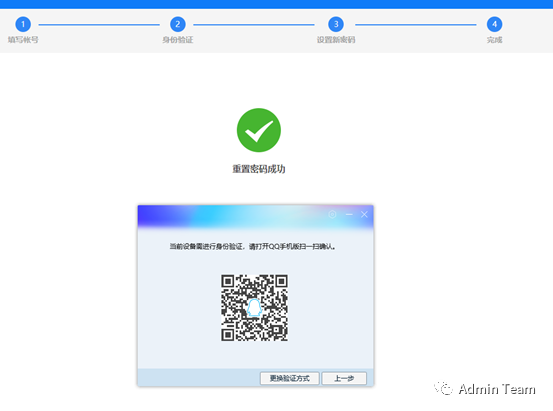 1 2 3 4
填写帐号 身份验证 设置新密码 完成
重置密码成功
当前设备需进行身份验证，请打开QQ手机版扫一扫确认。
更换验证方式 上一步
Admin Team